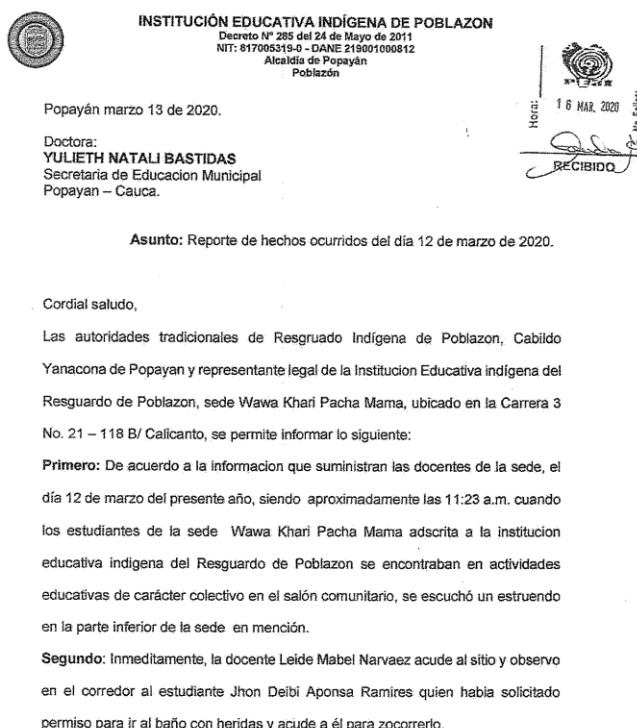 INSTITUCIÓN EDUCATIVA INDÍGENA DE POBLAZON
Decreto Nº 285 del 24 de Mayo de 2011
NIT: 817005319-0 - DANE 219001000812
Alcaldía de Popayán
Poblazón
Popayán marzo 13 de 2020.
Hora:
16 MAR. 2020
RECIBIDO
Doctora:
YULIETH NATALI BASTIDAS
Secretaria de Educacion Municipal
Popayan – Cauca.
Asunto: Reporte de hechos ocurridos del día 12 de marzo de 2020.
Cordial saludo,
Las autoridades tradicionales de Resgruado Indígena de Poblazon, Cabildo
Yanacona de Popayan y representante legal de la Institucion Educativa indígena del
Resguardo de Poblazon, sede Wawa Khari Pacha Mama, ubicado en la Carrera 3
No. 21 – 118 B/ Calicanto, se permite informar lo siguiente:
Primero: De acuerdo a la informacion que suministran las docentes de la sede, el
día 12 de marzo del presente año, siendo aproximadamente las 11:23 a.m. cuando
los estudiantes de la sede Wawa Khari Pacha Mama adscrita a la institucion
educativa indigena del Resguardo de Poblazon se encontraban en actividades
educativas de carácter colectivo en el salón comunitario, se escuchó un estruendo
en la parte inferior de la sede en mención.
Segundo: Inmeditamente, la docente Leide Mabel Narvaez acude al sitio y observo
en el corredor al estudiante Jhon Deibi Aponsa Ramires quien habia solicitado
permiso para ir al baño con heridas y acude a él para zocorrerlo.